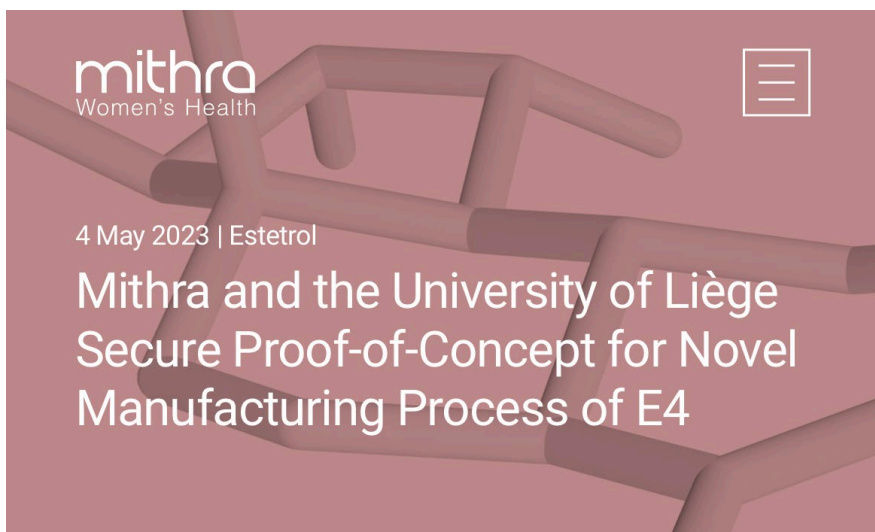 mithra
Women's Health
4 May 2023 | Estetrol
Mithra and the University of Liège
Secure Proof-of-Concept for Novel
Manufacturing Process of E4